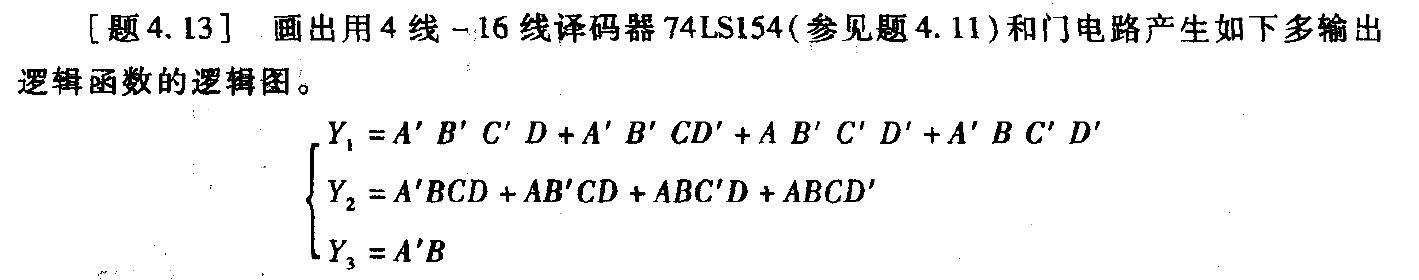 [题4.13] 画出用4线-16线译码器74LS154(参见题4.11)和门电路产生如下多输出
逻辑函数的逻辑图。
Y₁ = A′ B′ C′ D + A′ B′ CD′ + A B′ C′ D′ + A′ B C′ D′
Y₂ = A′BCD + AB′CD + ABC′D + ABCD′
Y₃ = A′B